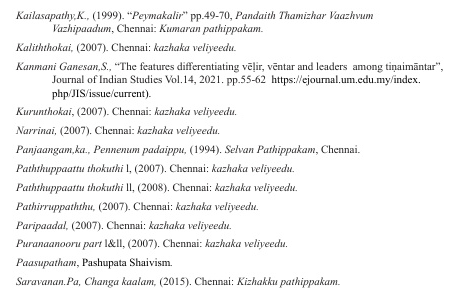 Kailasapathy,K., (1999). “Peymakalir” pp.49-70, Pandaith Thamizhar Vaazhvum
Vazhipaadum, Chennai: Kumaran pathippakam.
Kaliththokai, (2007). Chennai: kazhaka veliyeedu.
Kanmani Ganesan,S., “The features differentiating vēḷir, vēntar and leaders among tiṇaimāntar”,
Journal of Indian Studies Vol.14, 2021. pp.55-62 https://ejournal.um.edu.my/index.
php/JIS/issue/current).
Kurunthokai, (2007). Chennai: kazhaka veliyeedu.
Narrinai, (2007). Chennai: kazhaka veliyeedu.
Panjaangam,ka., Pennenum padaippu, (1994). Selvan Pathippakam, Chennai.
Paththuppaattu thokuthi l, (2007). Chennai: kazhaka veliyeedu.
Paththuppaattu thokuthi ll, (2008). Chennai: kazhaka veliyeedu.
Pathirruppaththu, (2007). Chennai: kazhaka veliyeedu.
Paripaadal, (2007). Chennai: kazhaka veliyeedu.
Puranaanooru part l&ll, (2007). Chennai: kazhaka veliyeedu.
Paasupatham, Pashupata Shaivism.
Saravanan.Pa, Changa kaalam, (2015). Chennai: Kizhakku pathippakam.